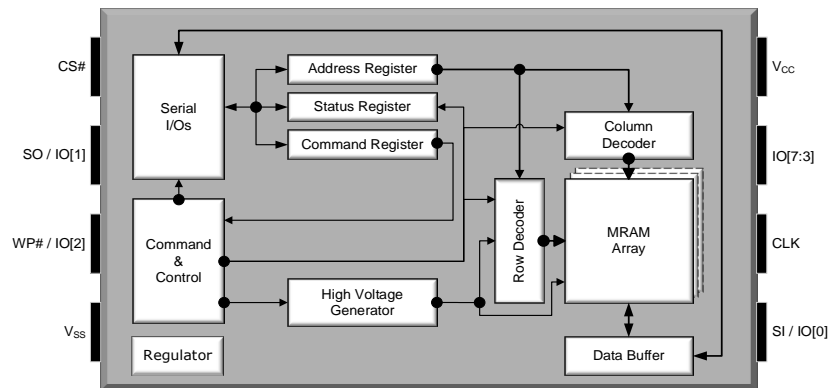 CS#
SO / IO[1]
WP# / IO[2]
VSS
Serial
I/Os
Address Register
Status Register
Command Register
Command
&
Control
High Voltage
Generator
Regulator
Row Decoder
Column
Decoder
MRAM
Array
Data Buffer
VCC
IO[7:3]
CLK
SI / IO[0]